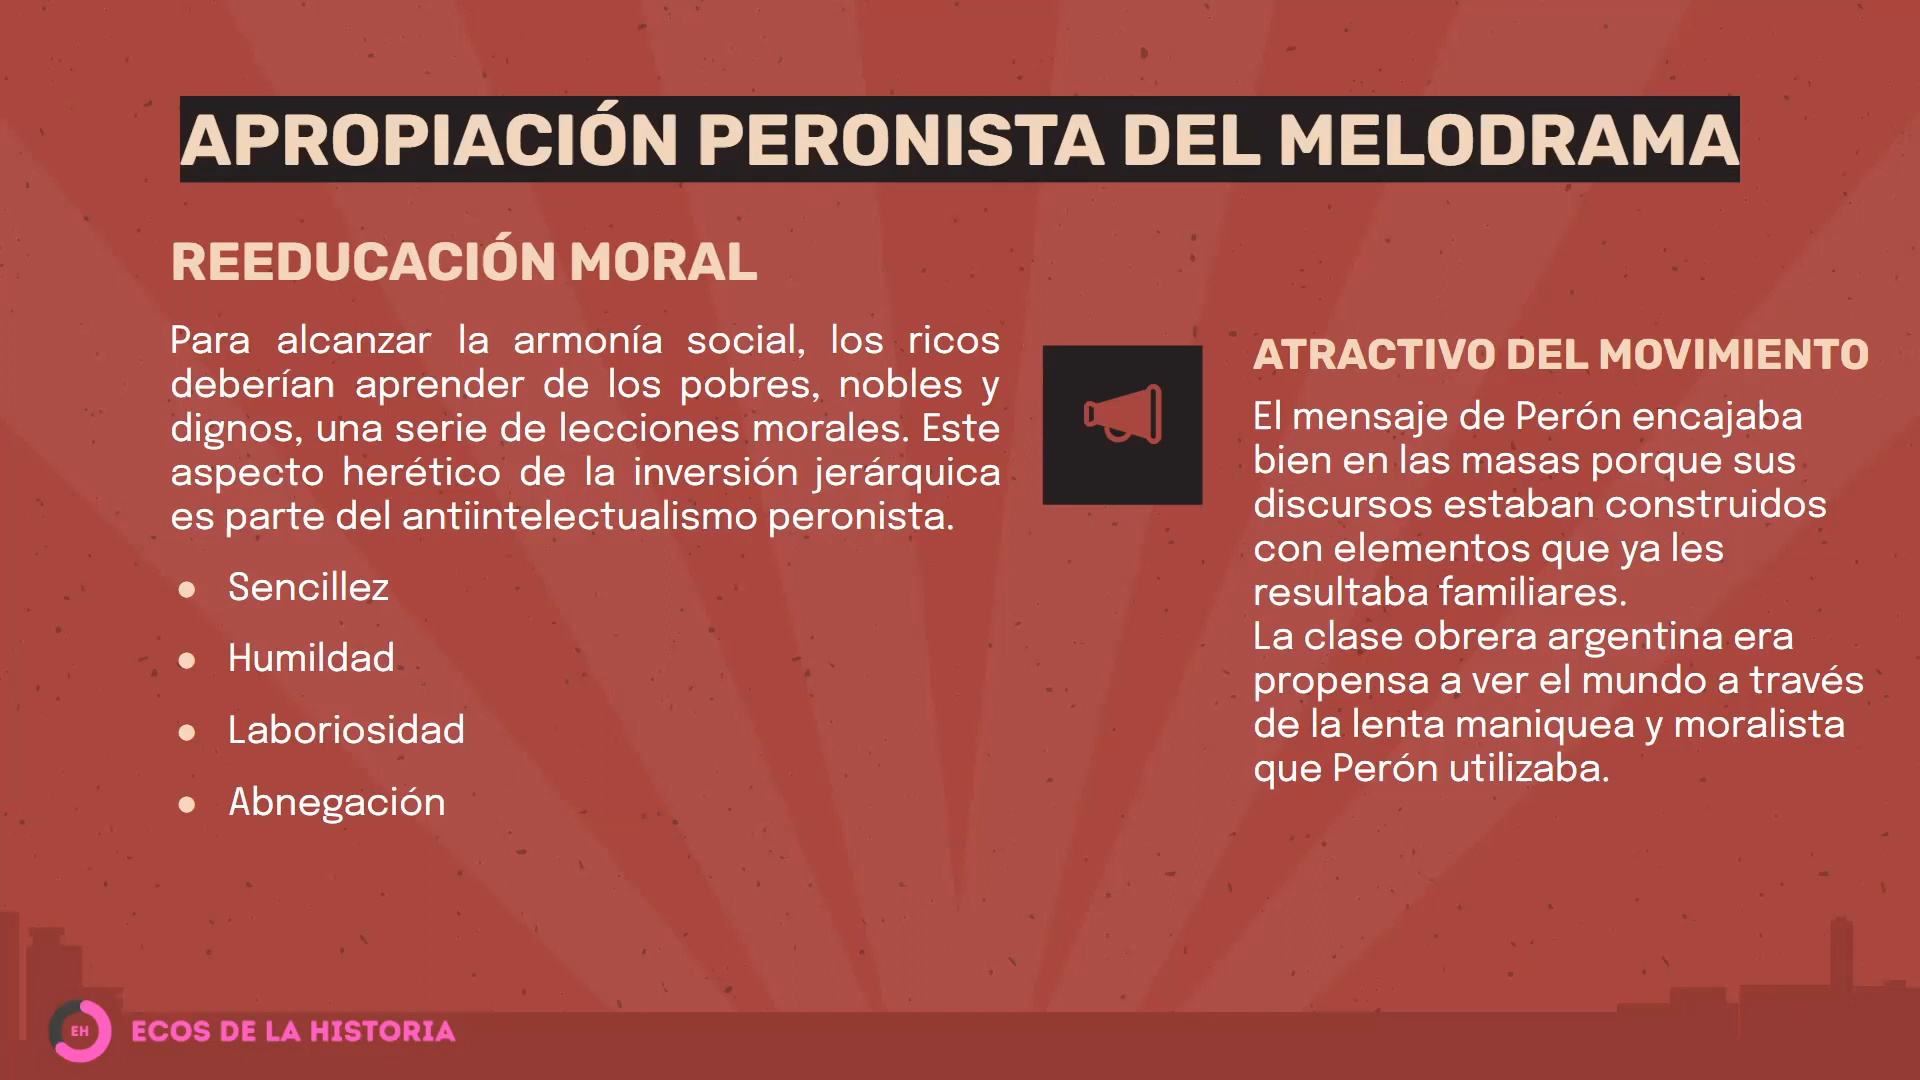 APROPIACIÓN PERONISTA DEL MELODRAMA
REEDUCACIÓN MORAL
Para alcanzar la armonía social, los ricos
deberían aprender de los pobres, nobles y
dignos, una serie de lecciones morales. Este
aspecto herético de la inversión jerárquica
es parte del antiintelectualismo peronista.
• Sencillez
• Humildad
• Laboriosidad
• Abnegación
ATRACTIVO DEL MOVIMIENTO
El mensaje de Perón encajaba
bien en las masas porque sus
discursos estaban construidos
con elementos que ya les
resultaba familiares.
La clase obrera argentina era
propensa a ver el mundo a través
de la lenta maniquea y moralista
que Perón utilizaba.
EH ECOS DE LA HISTORIA